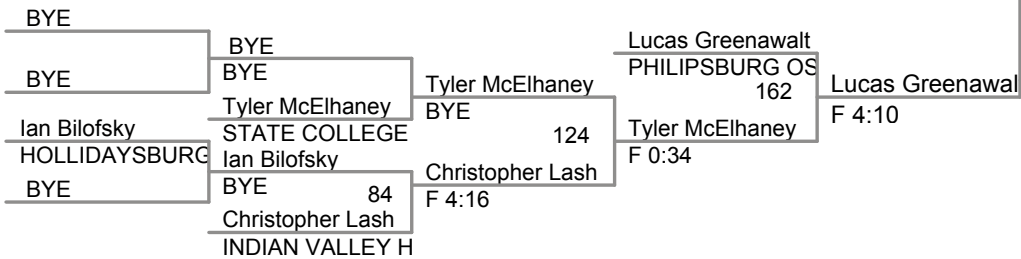 BYE
BYE
Ian Bilofsky
HOLLIDAYSBURG
BYE
BYE
BYE
Tyler McElhaney
STATE COLLEGE
Ian Bilofsky
BYE
84
Christopher Lash
INDIAN VALLEY H
Tyler McElhaney
BYE
124
Christopher Lash
F 4:16
Lucas Greenawalt
PHILIPSBURG OS
162
Tyler McElhaney
F 0:34
Lucas Greenawal
F 4:10